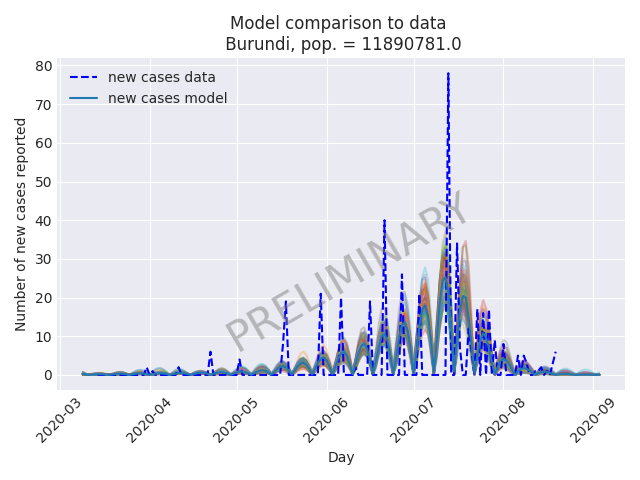 Model comparison to data
Burundi, pop. = 11890781.0
80
70
60
50
40
30
20
10
0
Number of new cases reported
new cases data
new cases model
PRELIMINARY
2020-03
2020-04
2020-05
2020-06
2020-07
2020-08
2020-09
Day